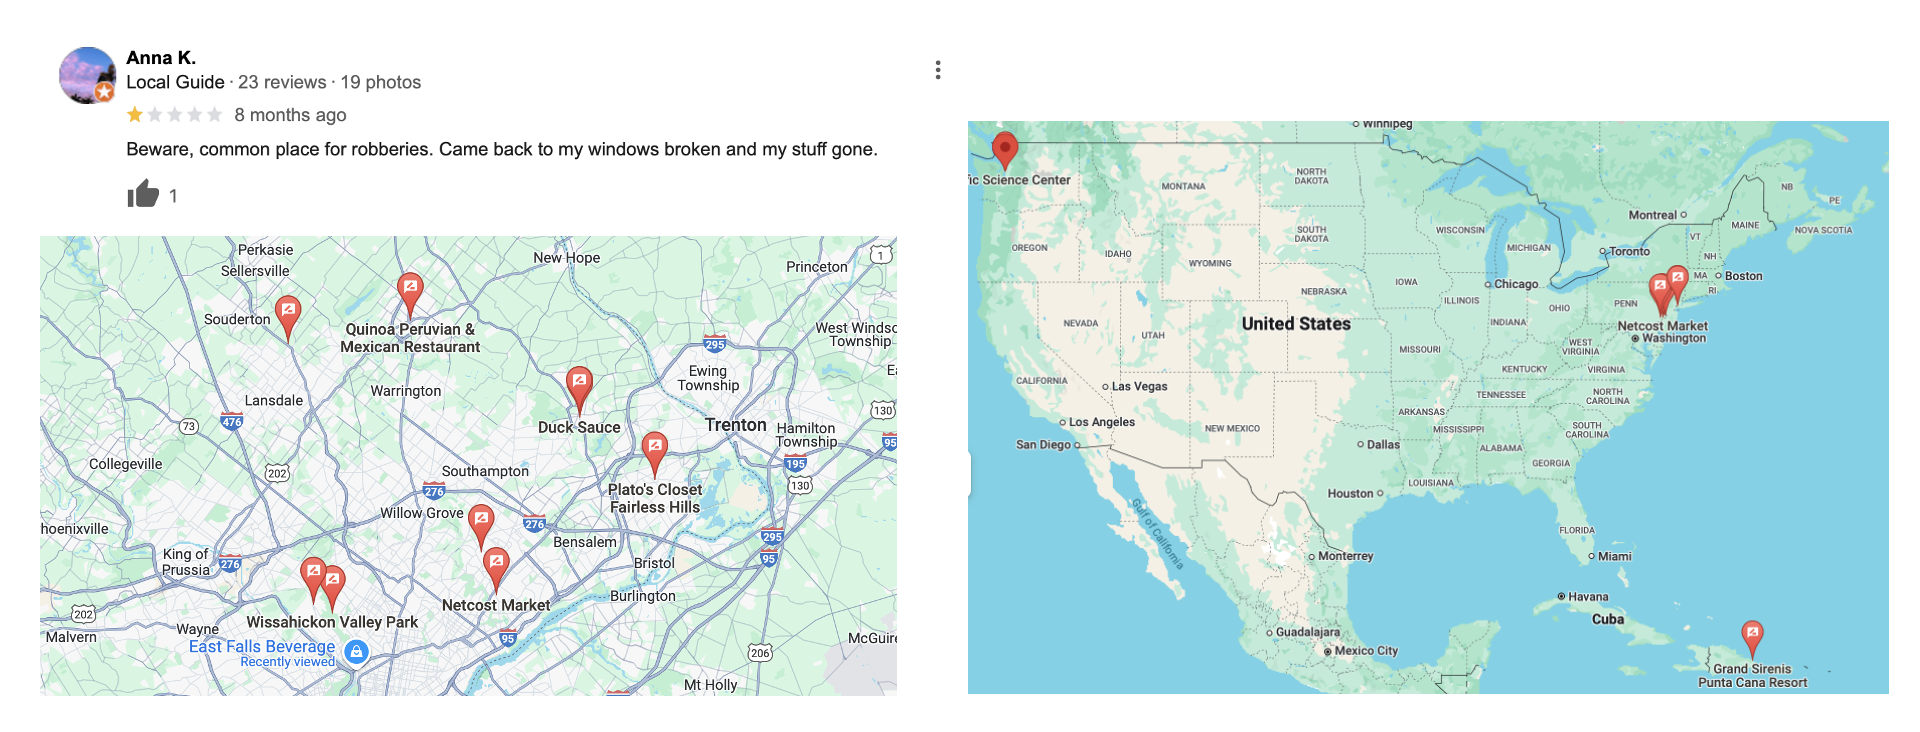 Anna K.
Local Guide · 23 reviews · 19 photos
8 months ago
Beware, common place for robberies. Came back to my windows broken and my stuff gone.
1
Perkasie
Sellersville
New Hope
Princeton
1
Souderton
Quinoa Peruvian &
Mexican Restaurant
West Windsc
Township
295
Ewing
Township
Warrington
Lansdale
476
73
Duck Sauce
Trenton
Hamilton
Township
130
95
Collegeville
202
Southampton
195
130
276
Plato's Closet
Fairless Hills
hoenixville
Willow Grove
276
295
95
King of
Prussia
276
Bensalem
Bristol
Netcost Market
Burlington
202
Wissahickon Valley Park
Wayne
Malvern
95
East Falls Beverage
Recently viewed
206
McGuire
Mt Holly
Winnipeg
ic Science Center
MONTANA
NORTH
DAKOTA
NB
PE
Montreal
MAINE
NOVA SCOTIA
OREGON
IDAHO
SOUTH
DAKOTA
WISCONSIN
MICHIGAN
Toronto
VT
NH
WYOMING
MA
Boston
RI
NEBRASKA
IOWA
Chicago
ILLINOIS
OHIO
PENN
NEVADA
UTAH
United States
INDIANA
Netcost Market
Washington
MISSOURI
WEST
VIRGINIA
KENTUCKY
VIRGINIA
CALIFORNIA
Las Vegas
TENNESSEE
NORTH
CAROLINA
Los Angeles
NEW MEXICO
ARKANSAS
MISSISSIPPI
SOUTH
CAROLINA
San Diego
Dallas
ALABAMA
GEORGIA
Houston
LOUISIANA
Gulf of California
FLORIDA
Monterrey
Miami
Havana
Cuba
Guadalajara
Mexico City
Grand Sirenis
Punta Cana Resort